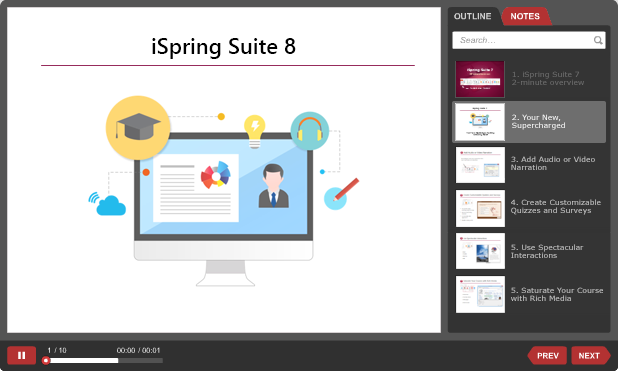 iSpring Suite 8
OUTLINE
NOTES
Search...
1. iSpring Suite 7
2-minute overview
2. Your New,
Supercharged
3. Add Audio or Video
Narration
4. Create Customizable
Quizzes and Surveys
5. Use Spectacular
Interactions
5. Saturate Your Course
with Rich Media
1 / 10
00:00 / 00:01
PREV
NEXT